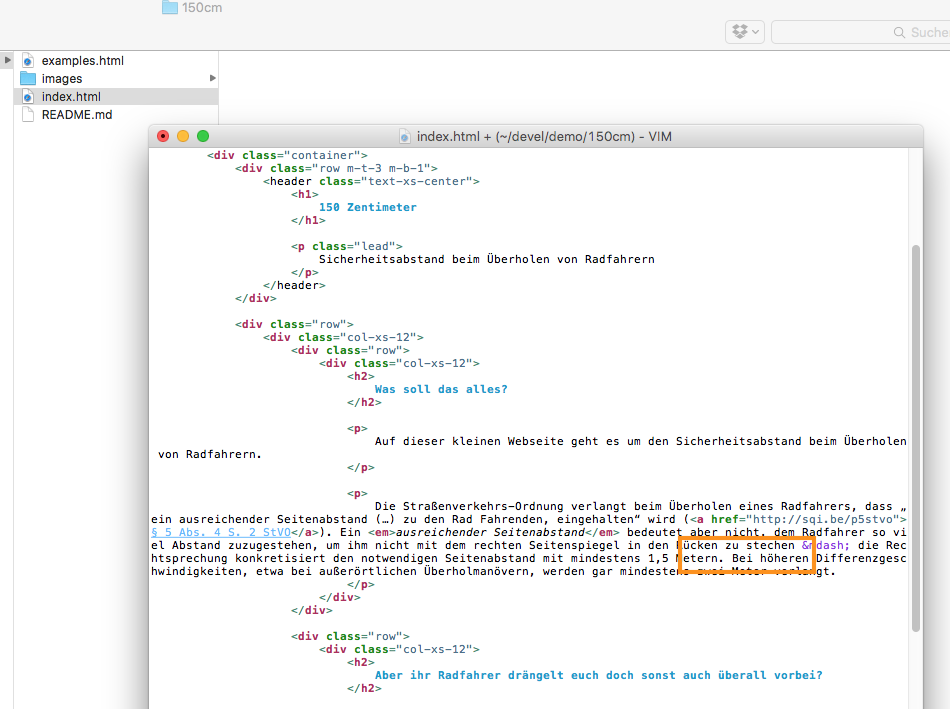 150cm
Suche
examples.html
images
index.html
README.md
index.html + (~/devel/demo/150cm) - VIM
<div class="container">
<div class="row m-t-3 m-b-1">
<header class="text-xs-center">
<h1>
150 Zentimeter
</h1>
<p class="lead">
Sicherheitsabstand beim Überholen von Radfahrern
</p>
</header>
</div>
<div class="row">
<div class="col-xs-12">
<div class="row">
<div class="col-xs-12">
<h2>
Was soll das alles?
</h2>
<p>
Auf dieser kleinen Webseite geht es um den Sicherheitsabstand beim Überholen
von Radfahrern.
</p>
<p>
Die Straßenverkehrs-Ordnung verlangt beim Überholen eines Radfahrers, dass „
ein ausreichender Seitenabstand (…) zu den Rad Fahrenden, eingehalten“ wird (<a href="http://sqi.be/p5stvo">
§ 5 Abs. 4 S. 2 StVO</a>). Ein <em>ausreichender Seitenabstand</em> bedeutet aber nicht, dem Radfahrer so vi
el Abstand zuzugestehen, um ihm nicht mit dem rechten Seitenspiegel in den Rücken zu stechen &ndash; die Rec
htsprechung konkretisiert den notwendigen Seitenabstand mit mindestens 1,5 Metern. Bei höheren Differenzgesc
hwindigkeiten, etwa bei außerörtlichen Überholmanövern, werden gar mindestens zwei Meter verlangt.
</p>
</div>
</div>
<div class="row">
<div class="col-xs-12">
<h2>
Aber ihr Radfahrer drängelt euch doch sonst auch überall vorbei?
</h2>